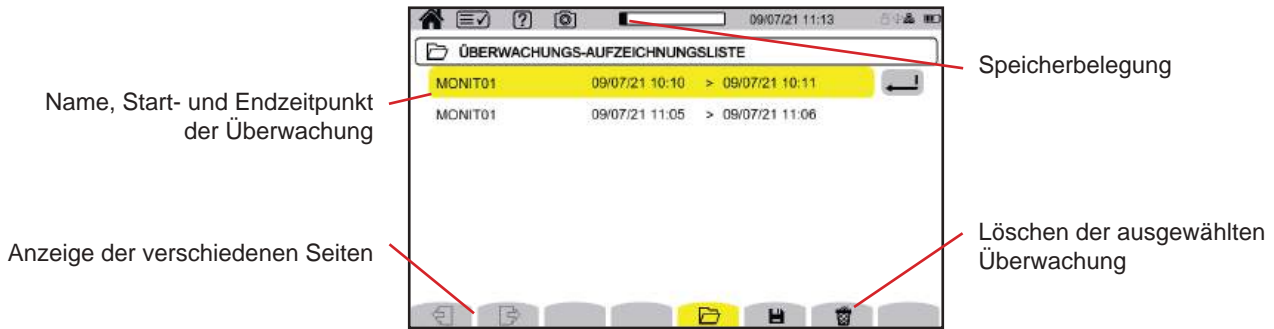 09/07/21 11:13
ÜBERWACHUNGS-AUFZEICHNUNGSLISTE
Speicherbelegung
MONIT01 09/07/21 10:10 > 09/07/21 10:11
Name, Start- und Endzeitpunkt
der Überwachung
MONIT01 09/07/21 11:05 > 09/07/21 11:06
Anzeige der verschiedenen Seiten
Löschen der ausgewählten
Überwachung